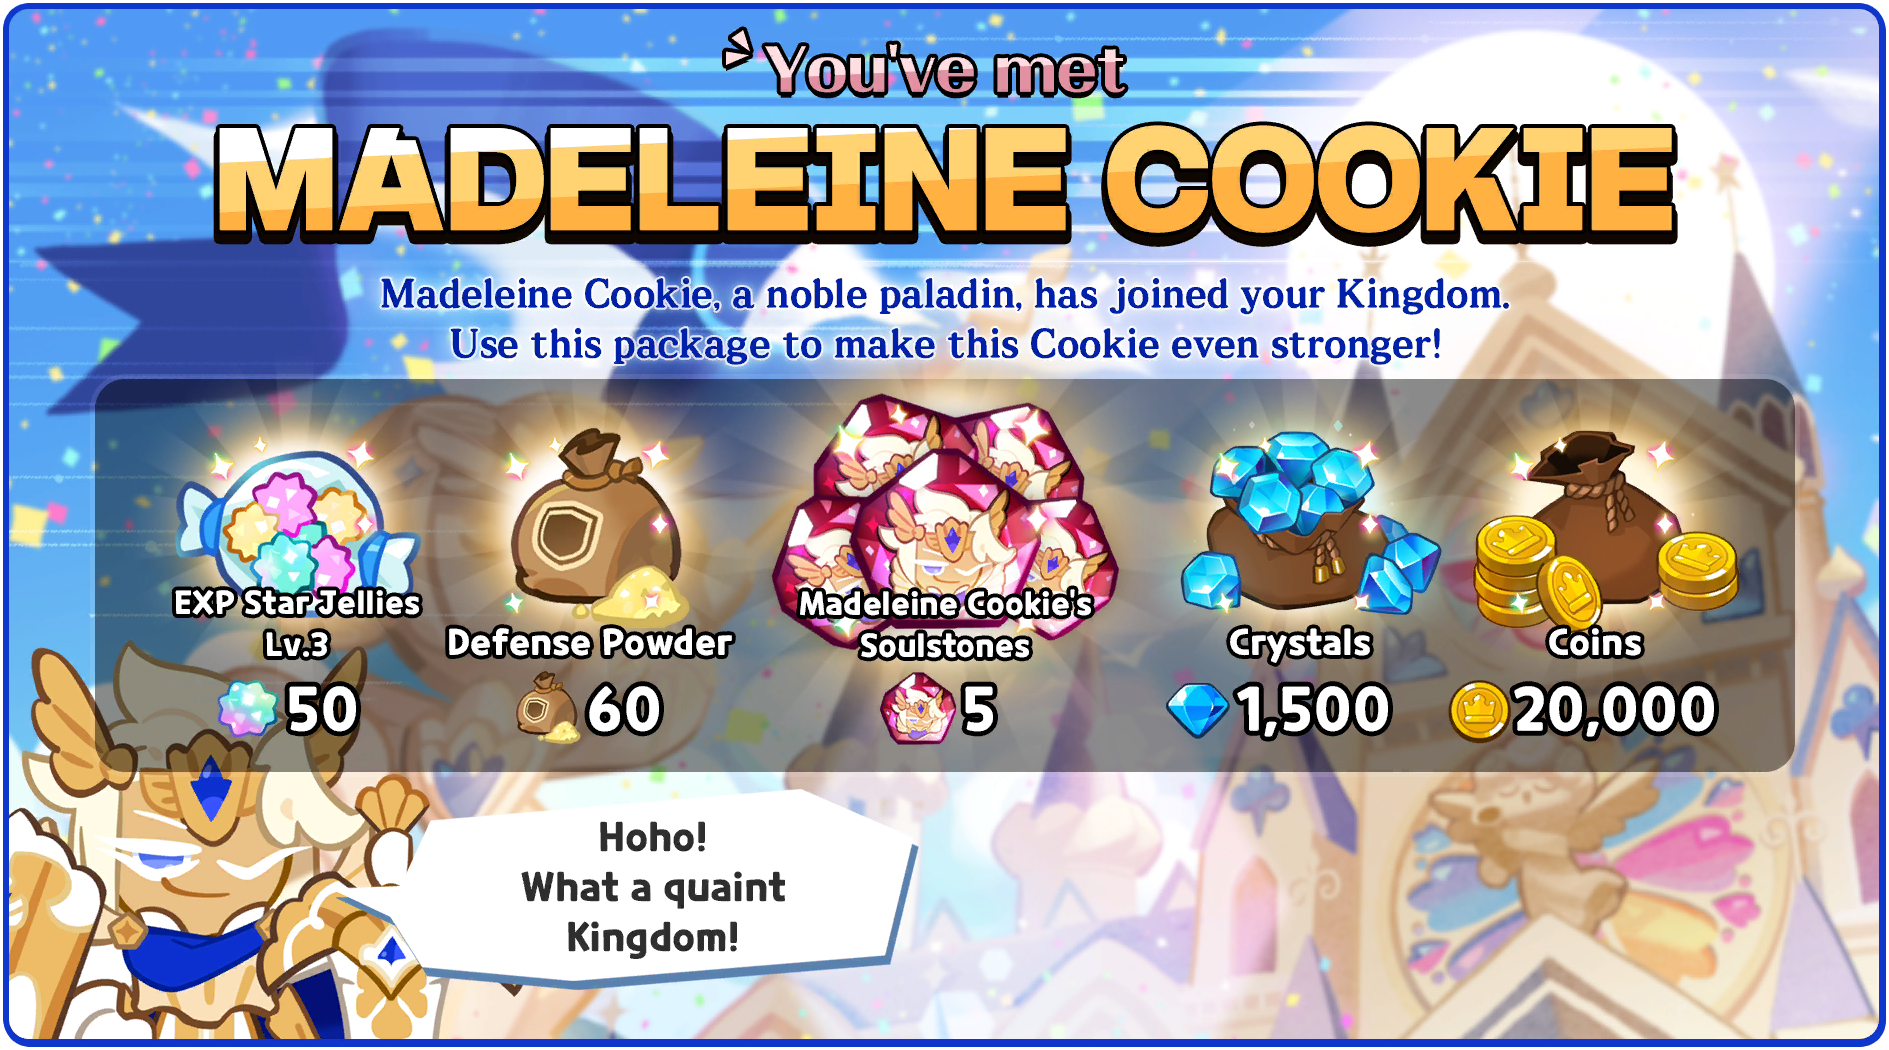 You've met
MADELEINE COOKIE
Madeleine Cookie, a noble paladin, has joined your Kingdom.
Use this package to make this Cookie even stronger!
EXP Star Jellies
Lv.3
50
Defense Powder
60
Madeleine Cookie's
Soulstones
5
Crystals
1,500
Coins
20,000
Hoho!
What a quaint
Kingdom!